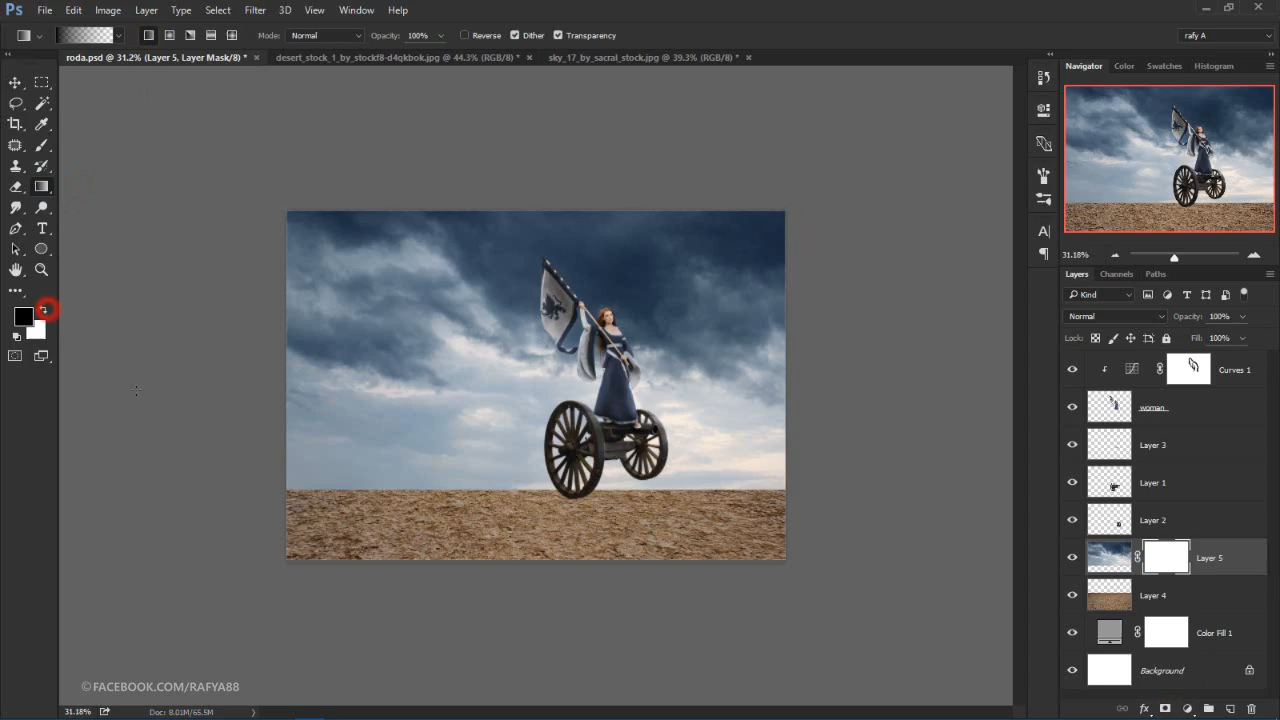 Ps File Edit Image Layer Type Select Filter 3D View Window Help
Mode: Normal Opacity: 100% Reverse Dither Transparency rafy A
roda.psd @ 31.2% (Layer 5, Layer Mask/8) * × desert_stock_1_by_stockf8-d4qkbok.jpg @ 44.3% (RGB/8) * × sky_17_by_sacral_stock.jpg @ 39.3% (RGB/8) * ×
Navigator Color Swatches Histogram
31.18%
Layers Channels Paths
Kind
Normal Opacity: 100%
Lock: Fill: 100%
Curves 1
woman
Layer 3
Layer 1
Layer 2
Layer 5
Layer 4
Color Fill 1
Background
©FACEBOOK.COM/RAFYA88
31.18% Doc: 8.01M/65.5M
fx